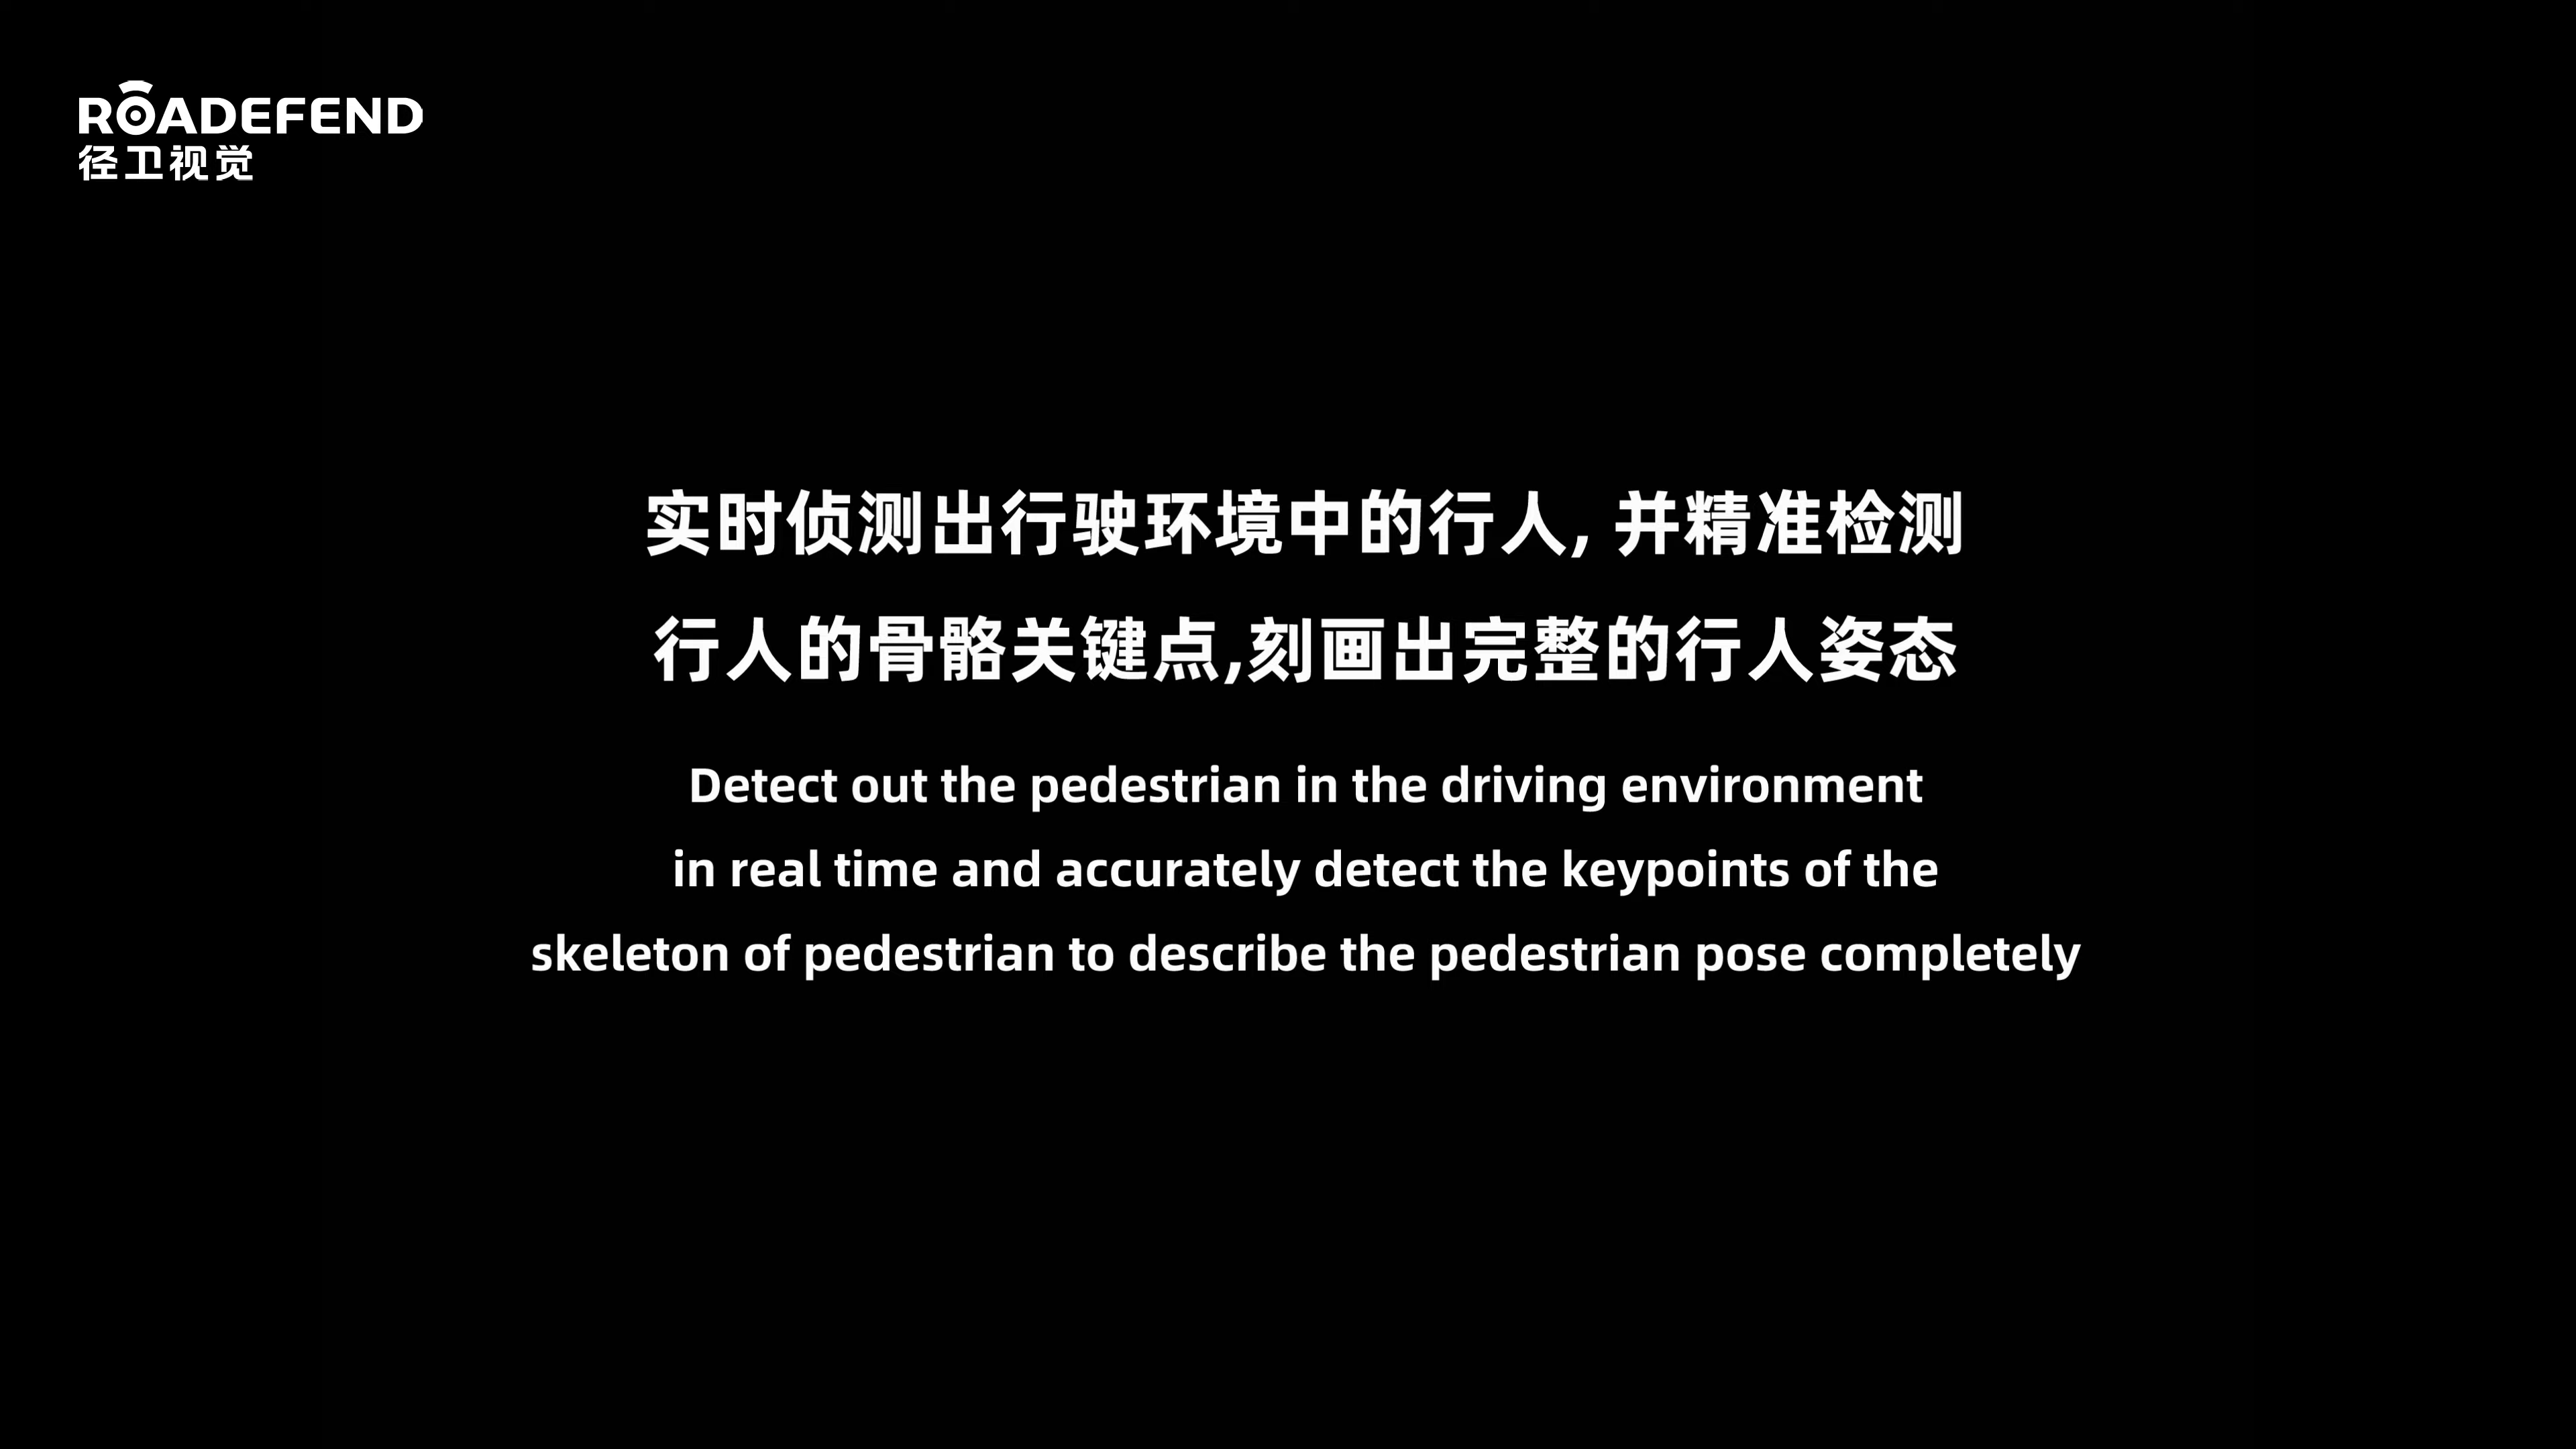 ROADEFEND
径卫视觉
实时侦测出行驶环境中的行人, 并精准检测
行人的骨骼关键点,刻画出完整的行人姿态
Detect out the pedestrian in the driving environment
in real time and accurately detect the keypoints of the
skeleton of pedestrian to describe the pedestrian pose completely